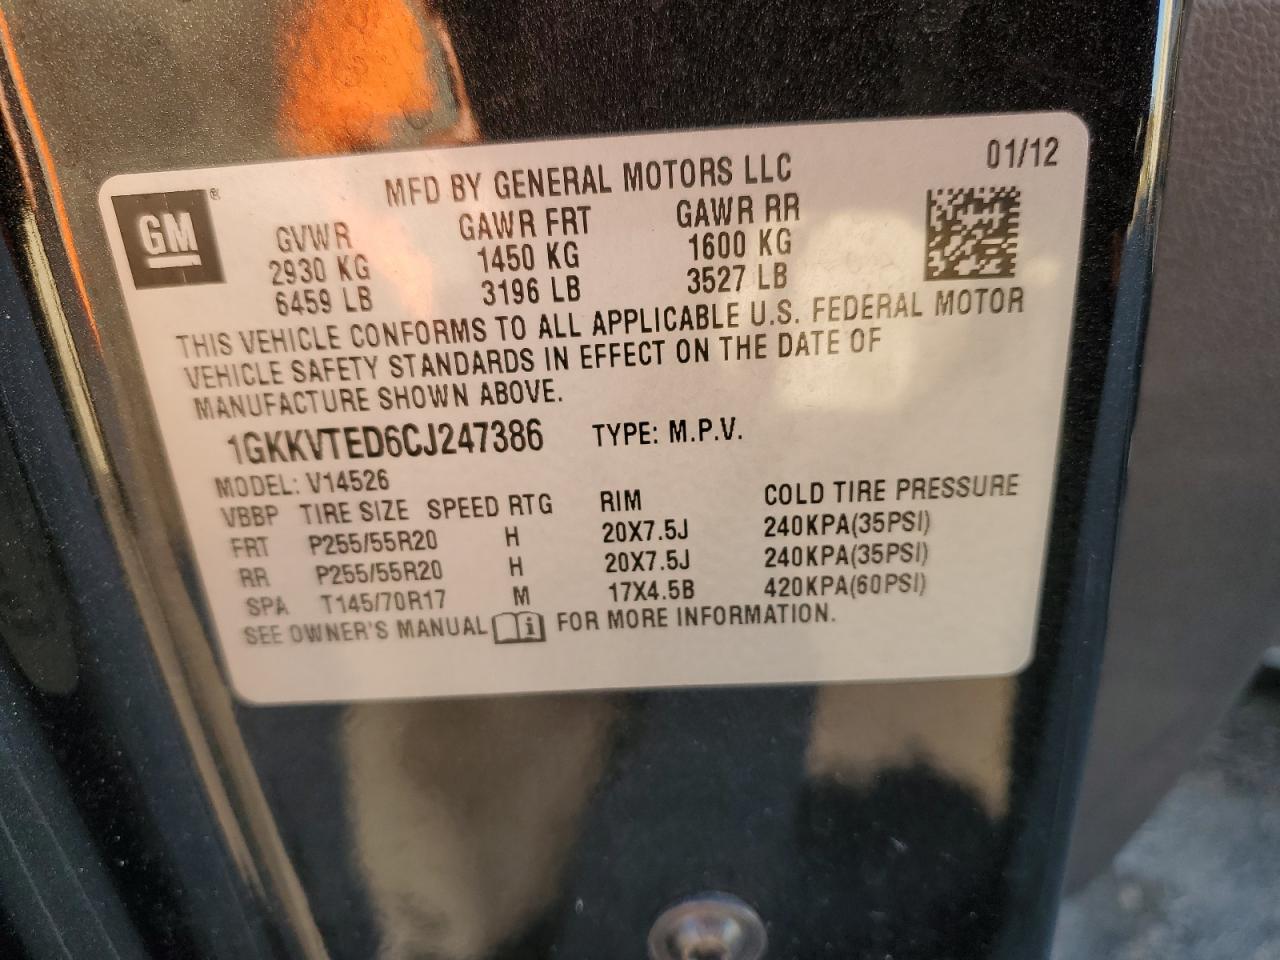 GM ®
MFD BY GENERAL MOTORS LLC 01/12
GVWR GAWR FRT GAWR RR
2930 KG 1450 KG 1600 KG
6459 LB 3196 LB 3527 LB
THIS VEHICLE CONFORMS TO ALL APPLICABLE U.S. FEDERAL MOTOR
VEHICLE SAFETY STANDARDS IN EFFECT ON THE DATE OF
MANUFACTURE SHOWN ABOVE.
1GKKVTED6CJ247386 TYPE: M.P.V.
MODEL: V14526
VBBP TIRE SIZE SPEED RTG RIM COLD TIRE PRESSURE
FRT P255/55R20 H 20X7.5J 240KPA(35PSI)
RR P255/55R20 H 20X7.5J 240KPA(35PSI)
SPA T145/70R17 M 17X4.5B 420KPA(60PSI)
SEE OWNER'S MANUAL i FOR MORE INFORMATION.